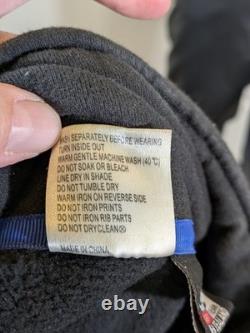 WASH SEPARATELY BEFORE WEARING
TURN INSIDE OUT
WARM GENTLE MACHINE WASH (40℃)
DO NOT SOAK OR BLEACH
LINE DRY IN SHADE
DO NOT TUMBLE DRY
WARM IRON ON REVERSE SIDE
DO NOT IRON PRINTS
DO NOT IRON RIB PARTS
DO NOT DRYCLEAN®
MADE IN CHINA